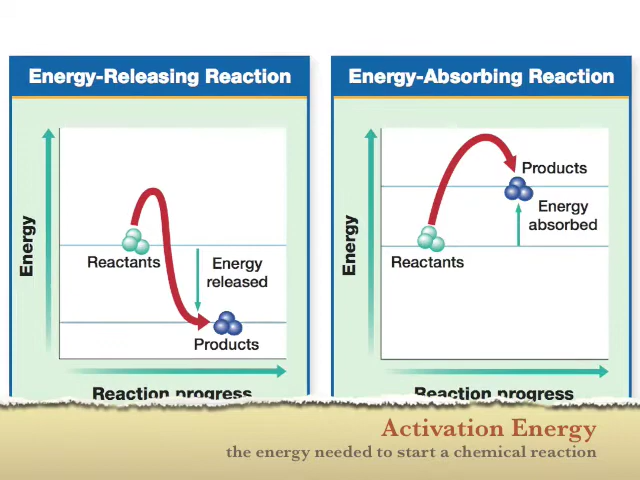 Energy-Releasing Reaction
Energy
Reactants
Energy
released
Products
Reaction progress
Energy-Absorbing Reaction
Energy
Products
Energy
absorbed
Reactants
Reaction progress
Activation Energy
the energy needed to start a chemical reaction